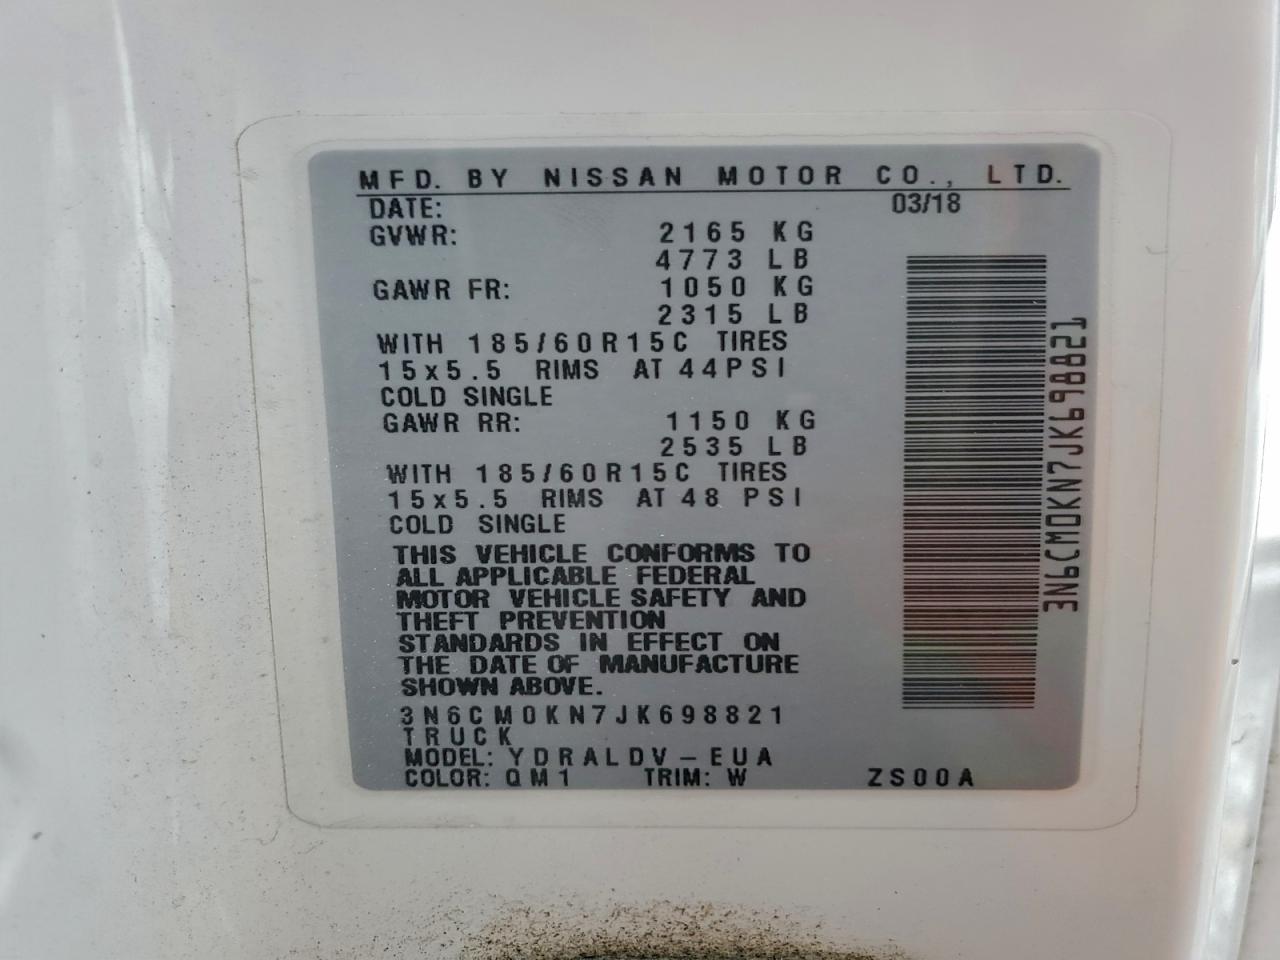 MFD. BY NISSAN MOTOR CO., LTD.
DATE: 03/18
GVWR: 2165 KG
4773 LB
GAWR FR: 1050 KG
2315 LB
WITH 185/60R15C TIRES
15x5.5 RIMS AT 44PSI
COLD SINGLE
GAWR RR: 1150 KG
2535 LB
WITH 185/60R15C TIRES
15x5.5 RIMS AT 48 PSI
COLD SINGLE
THIS VEHICLE CONFORMS TO
ALL APPLICABLE FEDERAL
MOTOR VEHICLE SAFETY AND
THEFT PREVENTION
STANDARDS IN EFFECT ON
THE DATE OF MANUFACTURE
SHOWN ABOVE.
3N6CM0KN7JK698821
TRUCK
MODEL: YDRALDV-EUA
COLOR: QM1 TRIM: W ZS00A
3N6CM0KN7JK698821